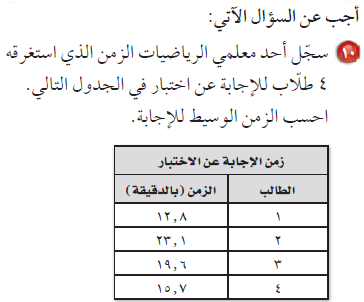 أجب عن السؤال الآتي:
١٠ سجّل أحد معلمي الرياضيات الزمن الذي استغرقه
٤ طلّاب للإجابة عن اختبار في الجدول التالي.
احسب الزمن الوسيط للإجابة.
زمن الإجابة عن الاختبار
الطالب الزمن (بالدقيقة)
١ ١٢,٨
٢ ٢٣,١
٣ ١٩,٦
٤ ١٥,٧